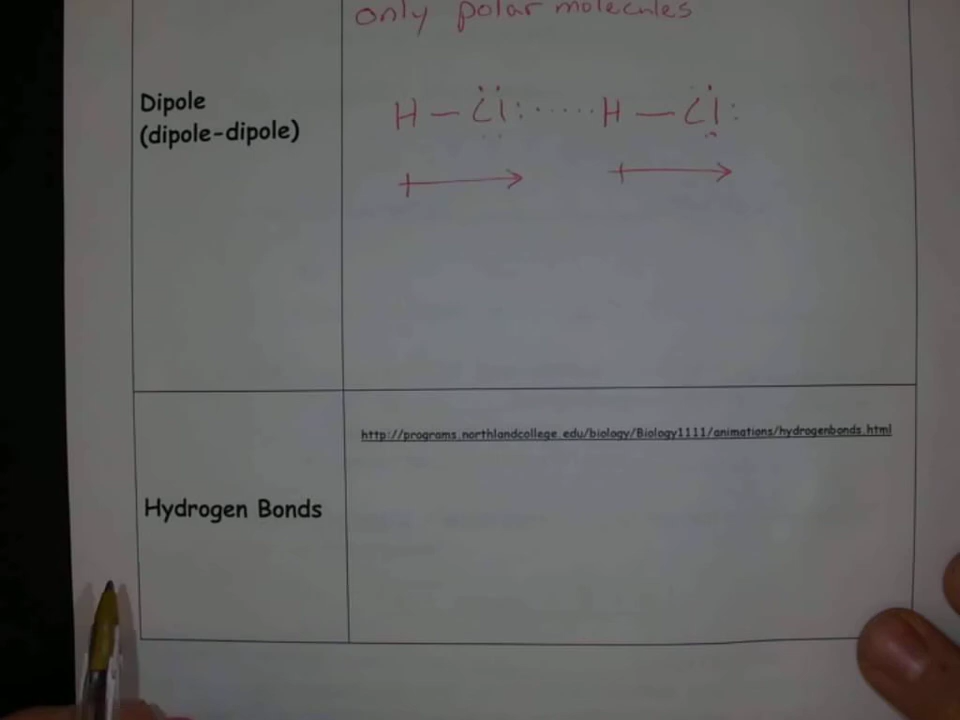 only polar molecules
Dipole
(dipole-dipole)
H — Cl: ····· H — Cl:
http://programs.northlandcollege.edu/biology/Biology1111/animations/hydrogenbonds.html
Hydrogen Bonds